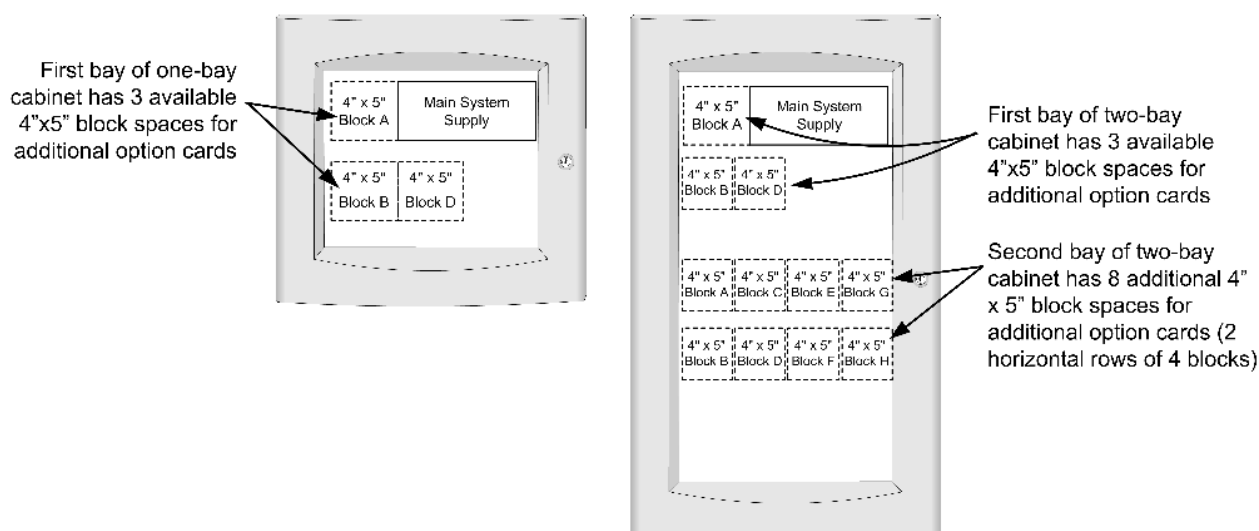 First bay of one-bay
cabinet has 3 available
4”x5” block spaces for
additional option cards
4” x 5”
Block A
Main System
Supply
4” x 5”
Block B
4” x 5”
Block D
4” x 5”
Block A
Main System
Supply
4” x 5”
Block B
4” x 5”
Block D
4” x 5”
Block A
4” x 5”
Block C
4” x 5”
Block E
4” x 5”
Block G
4” x 5”
Block B
4” x 5”
Block D
4” x 5”
Block F
4” x 5”
Block H
First bay of two-bay
cabinet has 3 available
4”x5” block spaces for
additional option cards
Second bay of two-bay
cabinet has 8 additional 4”
x 5” block spaces for
additional option cards (2
horizontal rows of 4 blocks)